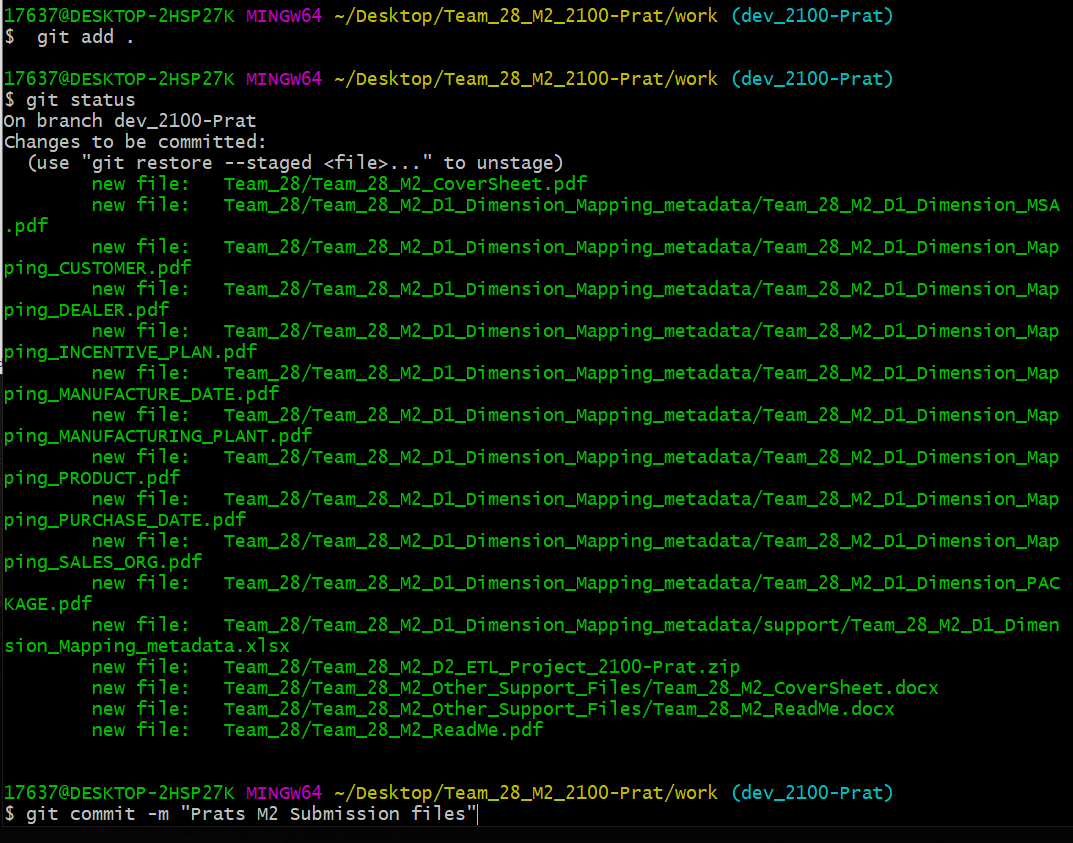 17637@DESKTOP-2HSP27K MINGW64 ~/Desktop/Team_28_M2_2100-Prat/work (dev_2100-Prat)
$  git add .
17637@DESKTOP-2HSP27K MINGW64 ~/Desktop/Team_28_M2_2100-Prat/work (dev_2100-Prat)
$ git status
On branch dev_2100-Prat
Changes to be committed:
  (use "git restore --staged <file>..." to unstage)
        new file:   Team_28/Team_28_M2_CoverSheet.pdf
        new file:   Team_28/Team_28_M2_D1_Dimension_Mapping_metadata/Team_28_M2_D1_Dimension_MSA
.pdf
        new file:   Team_28/Team_28_M2_D1_Dimension_Mapping_metadata/Team_28_M2_D1_Dimension_Map
ping_CUSTOMER.pdf
        new file:   Team_28/Team_28_M2_D1_Dimension_Mapping_metadata/Team_28_M2_D1_Dimension_Map
ping_DEALER.pdf
        new file:   Team_28/Team_28_M2_D1_Dimension_Mapping_metadata/Team_28_M2_D1_Dimension_Map
ping_INCENTIVE_PLAN.pdf
        new file:   Team_28/Team_28_M2_D1_Dimension_Mapping_metadata/Team_28_M2_D1_Dimension_Map
ping_MANUFACTURE_DATE.pdf
        new file:   Team_28/Team_28_M2_D1_Dimension_Mapping_metadata/Team_28_M2_D1_Dimension_Map
ping_MANUFACTURING_PLANT.pdf
        new file:   Team_28/Team_28_M2_D1_Dimension_Mapping_metadata/Team_28_M2_D1_Dimension_Map
ping_PRODUCT.pdf
        new file:   Team_28/Team_28_M2_D1_Dimension_Mapping_metadata/Team_28_M2_D1_Dimension_Map
ping_PURCHASE_DATE.pdf
        new file:   Team_28/Team_28_M2_D1_Dimension_Mapping_metadata/Team_28_M2_D1_Dimension_Map
ping_SALES_ORG.pdf
        new file:   Team_28/Team_28_M2_D1_Dimension_Mapping_metadata/Team_28_M2_D1_Dimension_PAC
KAGE.pdf
        new file:   Team_28/Team_28_M2_D1_Dimension_Mapping_metadata/support/Team_28_M2_D1_Dimen
sion_Mapping_metadata.xlsx
        new file:   Team_28/Team_28_M2_D2_ETL_Project_2100-Prat.zip
        new file:   Team_28/Team_28_M2_Other_Support_Files/Team_28_M2_CoverSheet.docx
        new file:   Team_28/Team_28_M2_Other_Support_Files/Team_28_M2_ReadMe.docx
        new file:   Team_28/Team_28_M2_ReadMe.pdf
17637@DESKTOP-2HSP27K MINGW64 ~/Desktop/Team_28_M2_2100-Prat/work (dev_2100-Prat)
$ git commit -m "Prats M2 Submission files"